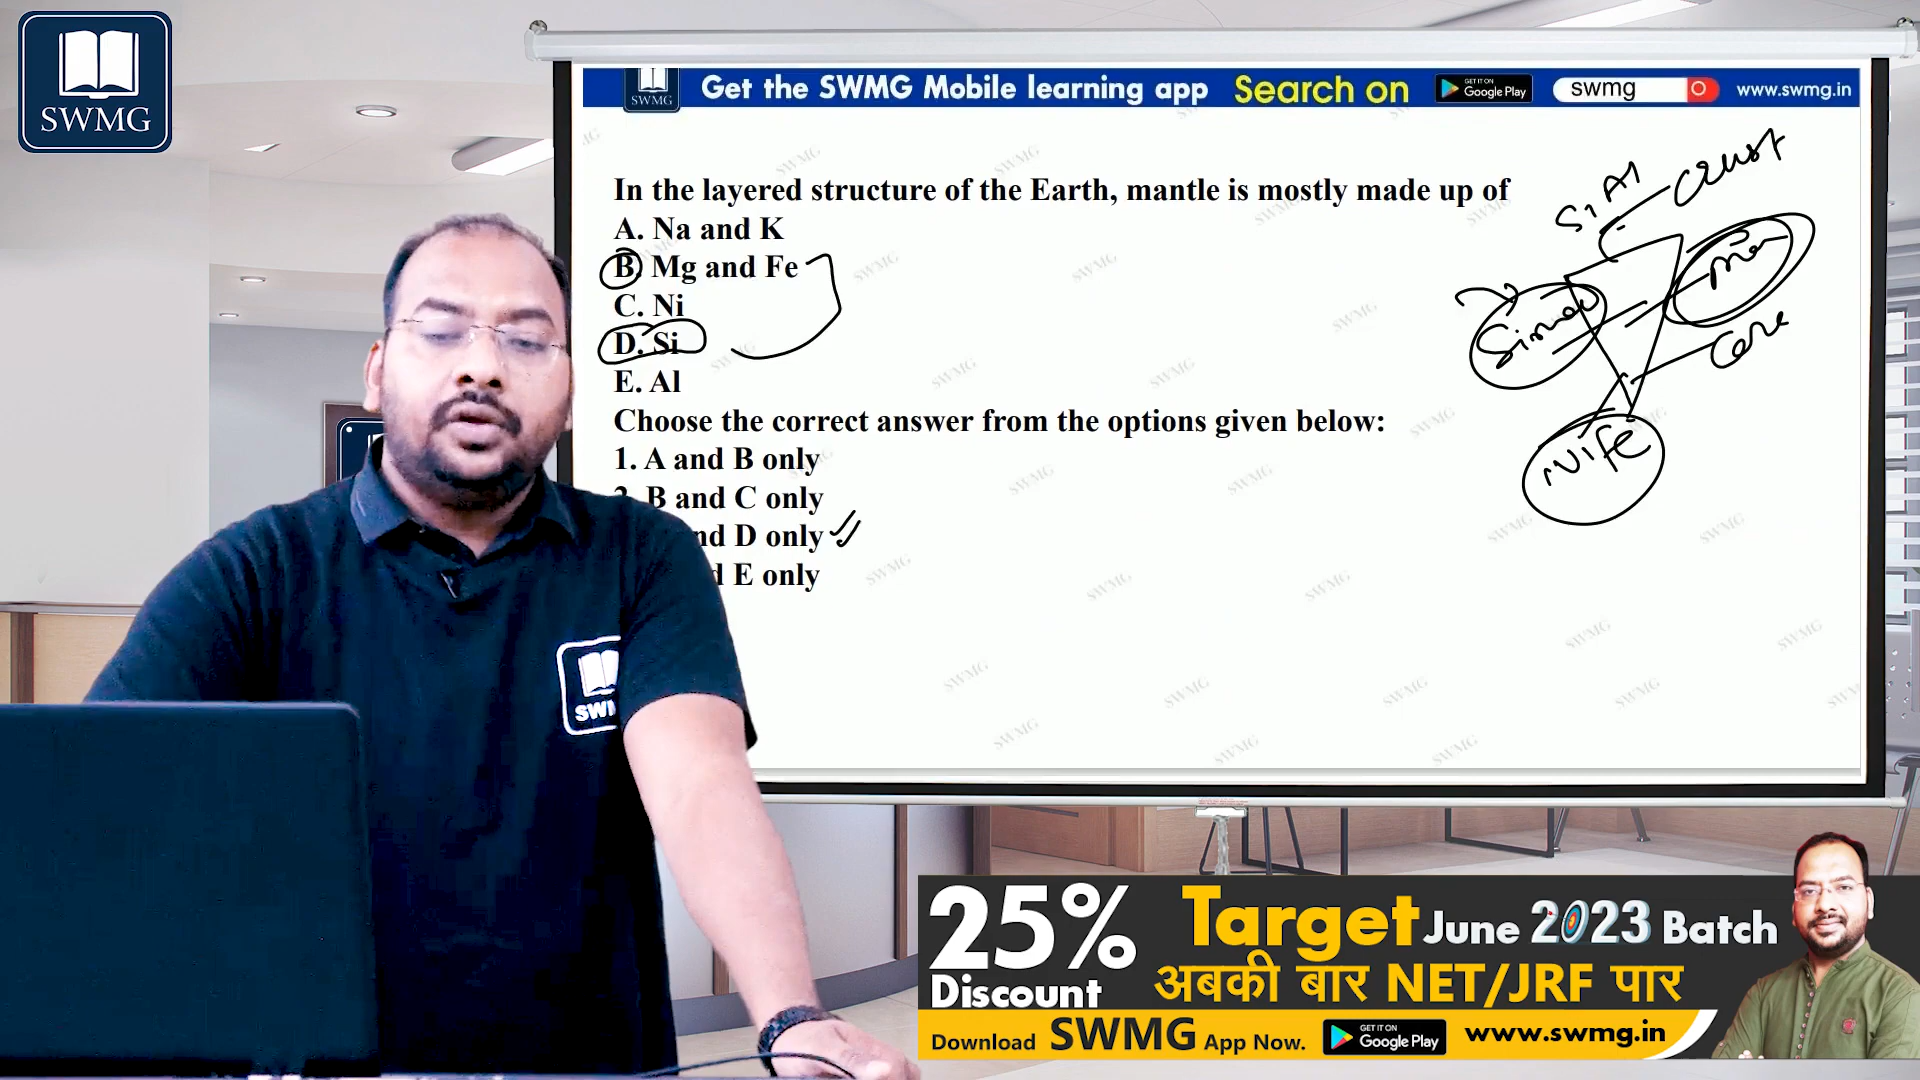 SWMG
SWMG
Get the SWMG Mobile learning app Search on GET IT ON Google Play swmg www.swmg.in
In the layered structure of the Earth, mantle is mostly made up of
A. Na and K
B. Mg and Fe
C. Ni
D. Si
E. Al
Choose the correct answer from the options given below:
1. A and B only
2. B and C only
nd D only
d E only
Si Al
crust
Sima
Man
Core
Nife
SWM
25%
Discount
Target June 2023 Batch
अबकी बार NET/JRF पार
Download SWMG App Now. GET IT ON Google Play www.swmg.in